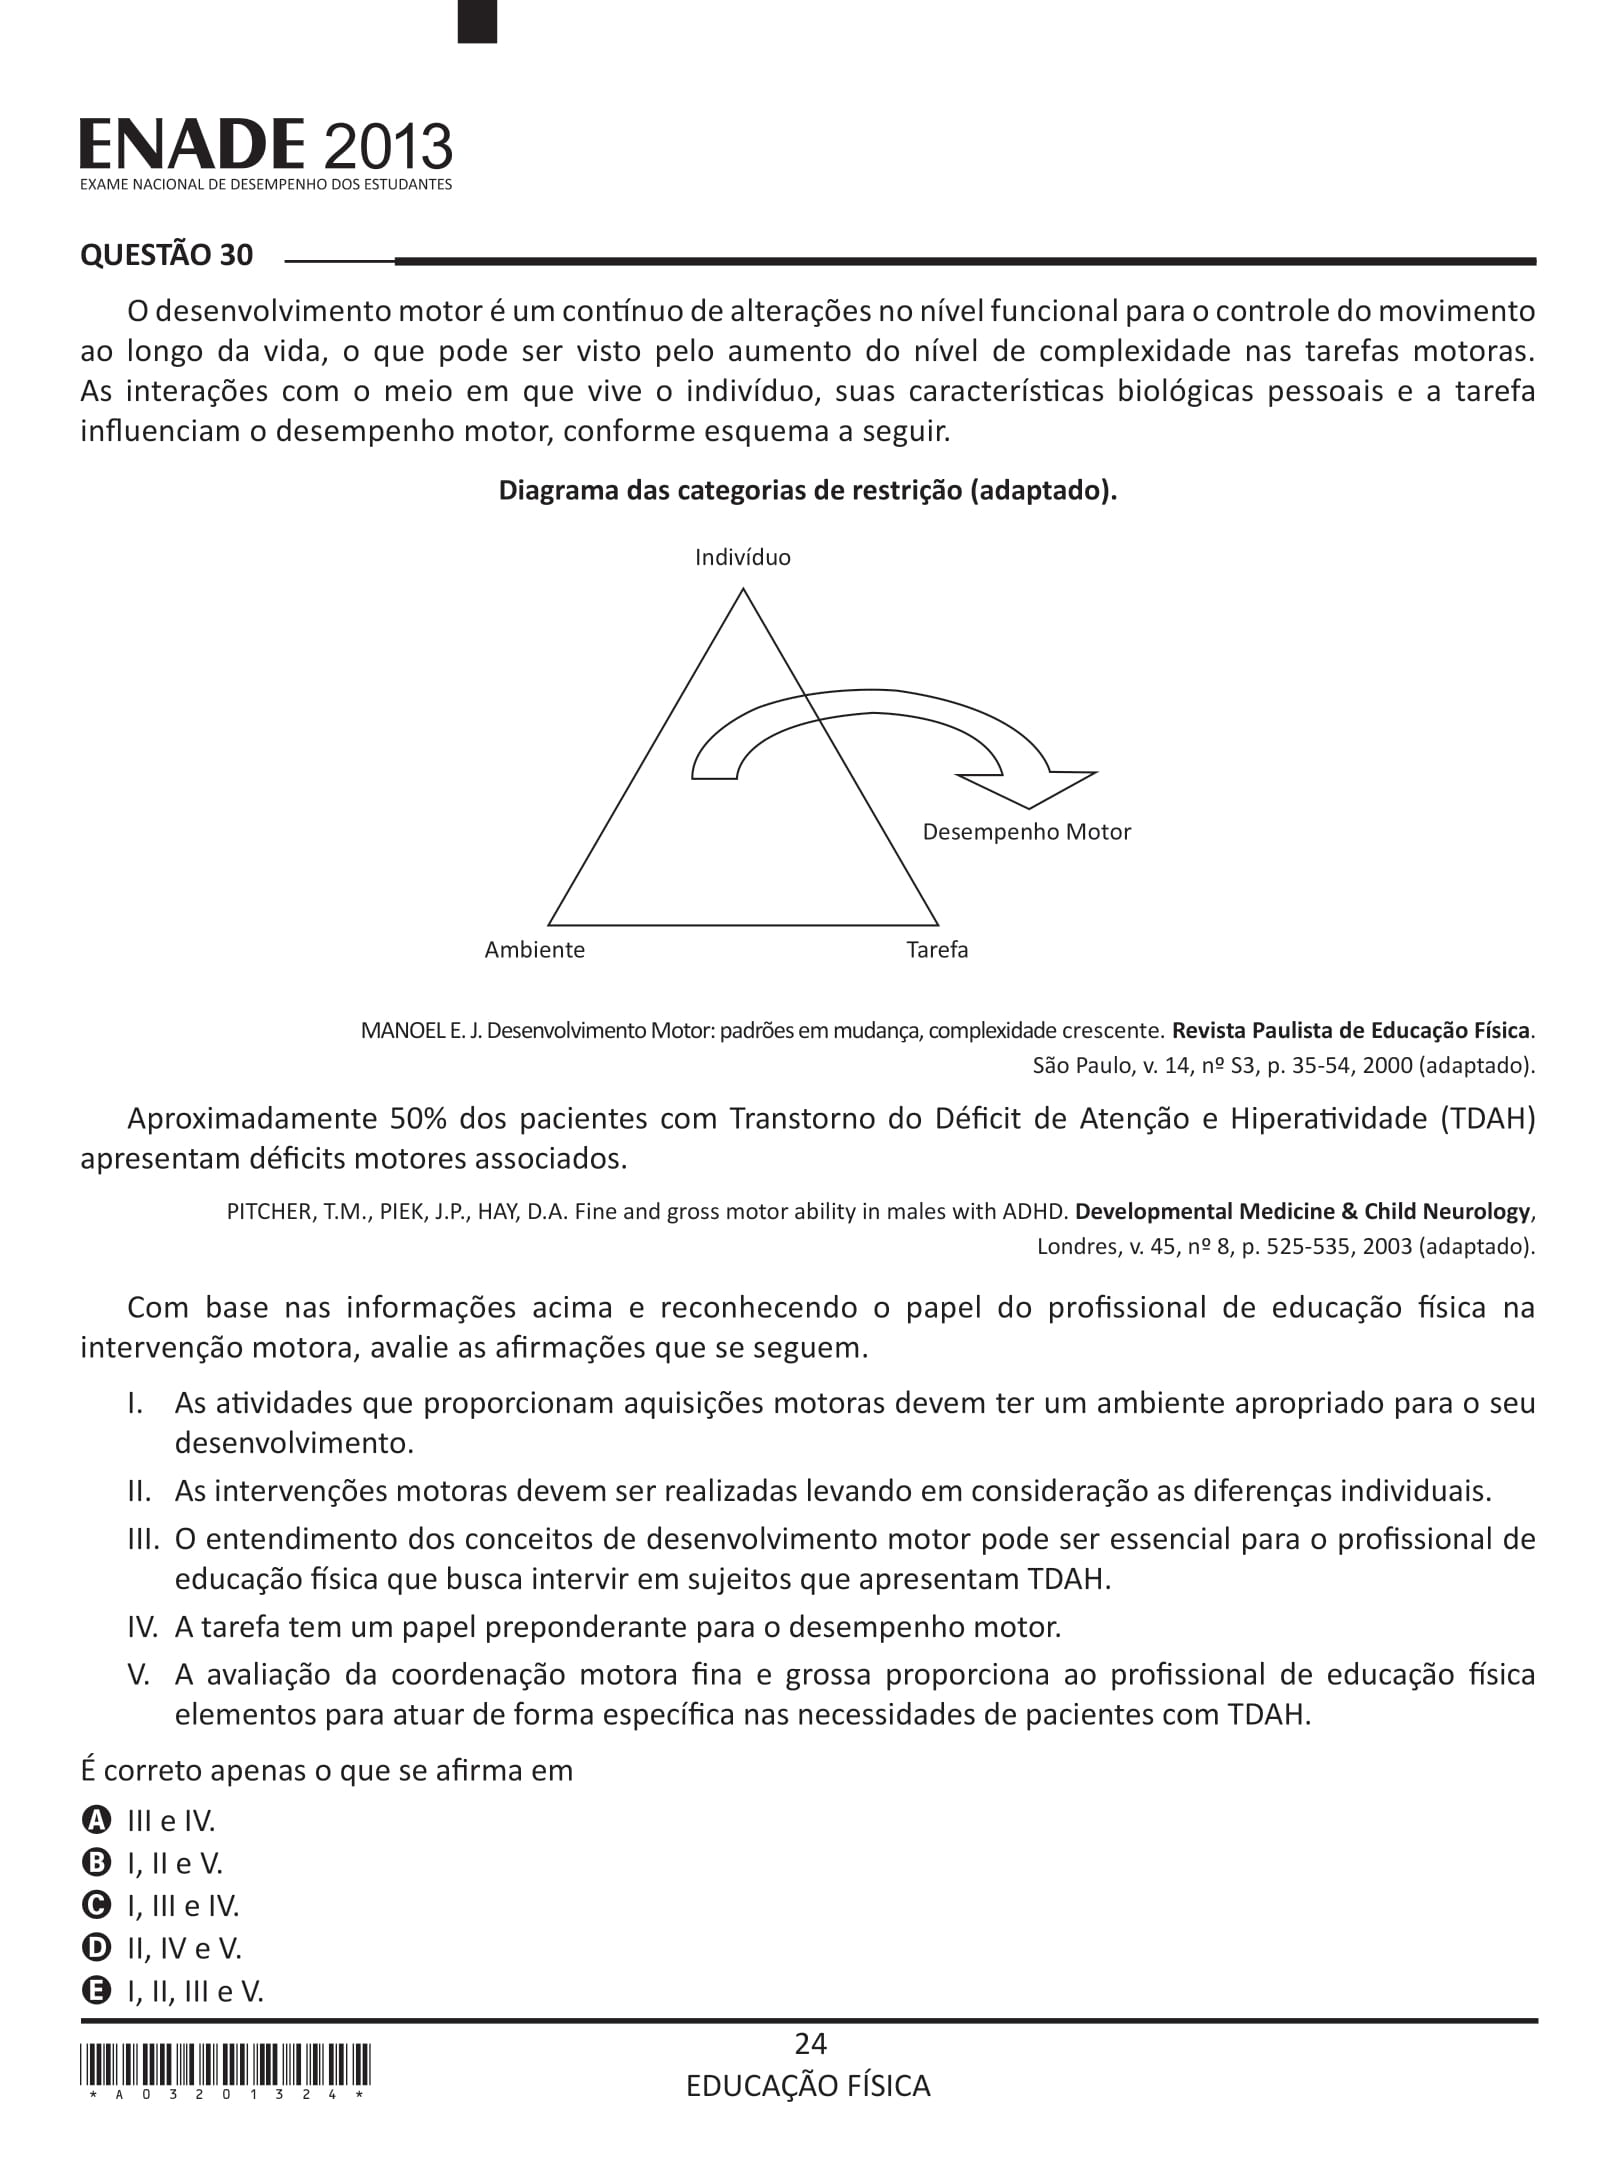 ENADE 2013
EXAME NACIONAL DE DESEMPENHO DOS ESTUDANTES
QUESTÃO 30
O desenvolvimento motor é um contínuo de alterações no nível funcional para o controle do movimento
ao longo da vida, o que pode ser visto pelo aumento do nível de complexidade nas tarefas motoras.
As interações com o meio em que vive o indivíduo, suas características biológicas pessoais e a tarefa
influenciam o desempenho motor, conforme esquema a seguir.
Diagrama das categorias de restrição (adaptado).
Indivíduo
Desempenho Motor
Ambiente
Tarefa
MANOEL E. J. Desenvolvimento Motor: padrões em mudança, complexidade crescente. Revista Paulista de Educação Física.
São Paulo, v. 14, nº S3, p. 35-54, 2000 (adaptado).
Aproximadamente 50% dos pacientes com Transtorno do Déficit de Atenção e Hiperatividade (TDAH)
apresentam déficits motores associados.
PITCHER, T.M., PIEK, J.P., HAY, D.A. Fine and gross motor ability in males with ADHD. Developmental Medicine & Child Neurology,
Londres, v. 45, nº 8, p. 525-535, 2003 (adaptado).
Com base nas informações acima e reconhecendo o papel do profissional de educação física na
intervenção motora, avalie as afirmações que se seguem.
I. As atividades que proporcionam aquisições motoras devem ter um ambiente apropriado para o seu
desenvolvimento.
II. As intervenções motoras devem ser realizadas levando em consideração as diferenças individuais.
III. O entendimento dos conceitos de desenvolvimento motor pode ser essencial para o profissional de
educação física que busca intervir em sujeitos que apresentam TDAH.
IV. A tarefa tem um papel preponderante para o desempenho motor.
V. A avaliação da coordenação motora fina e grossa proporciona ao profissional de educação física
elementos para atuar de forma específica nas necessidades de pacientes com TDAH.
É correto apenas o que se afirma em
A III e IV.
B I, II e V.
C I, III e IV.
D II, IV e V.
E I, II, III e V.
24
EDUCAÇÃO FÍSICA
* A 0 3 2 0 1 3 2 4 *